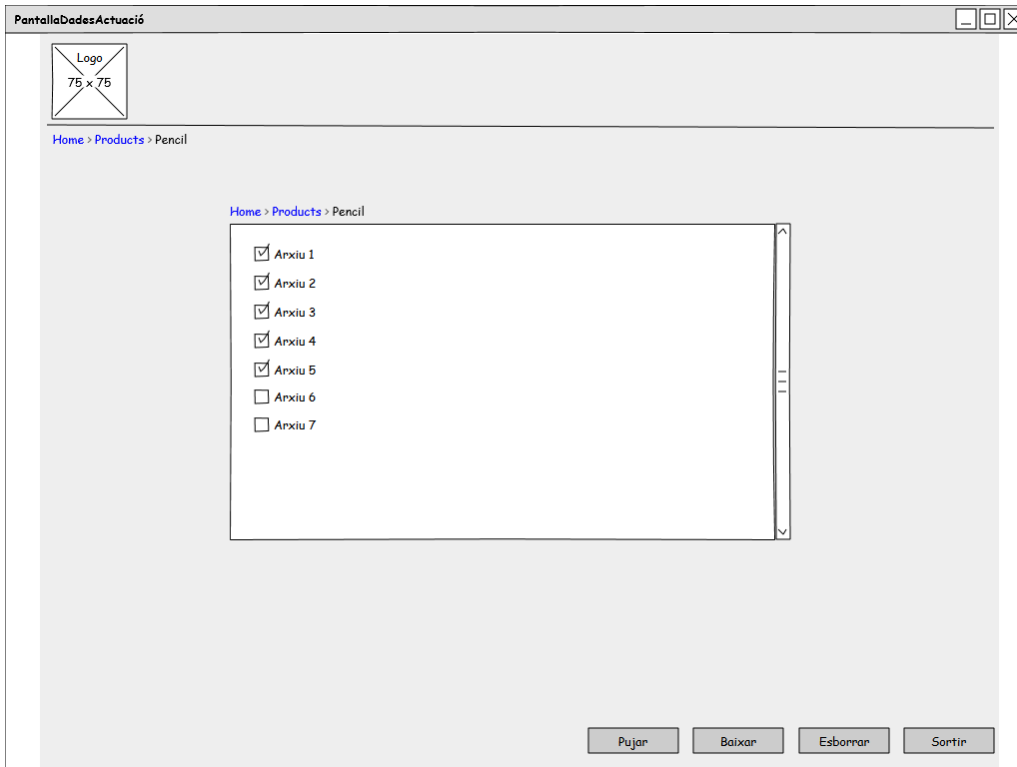 PantallaDadesActuació
Logo
75 x 75
Home > Products > Pencil
Home > Products > Pencil
Arxiu 1
Arxiu 2
Arxiu 3
Arxiu 4
Arxiu 5
Arxiu 6
Arxiu 7
Pujar Baixar Esborrar Sortir